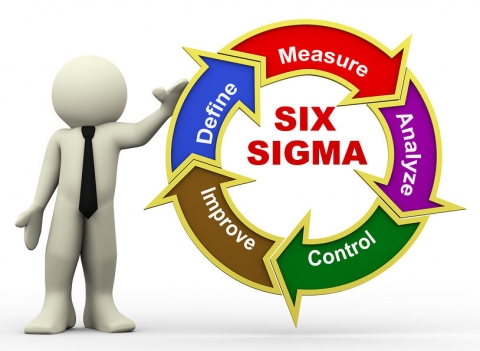 SIX
SIGMA
Define
Measure
Analyze
Control
Improve